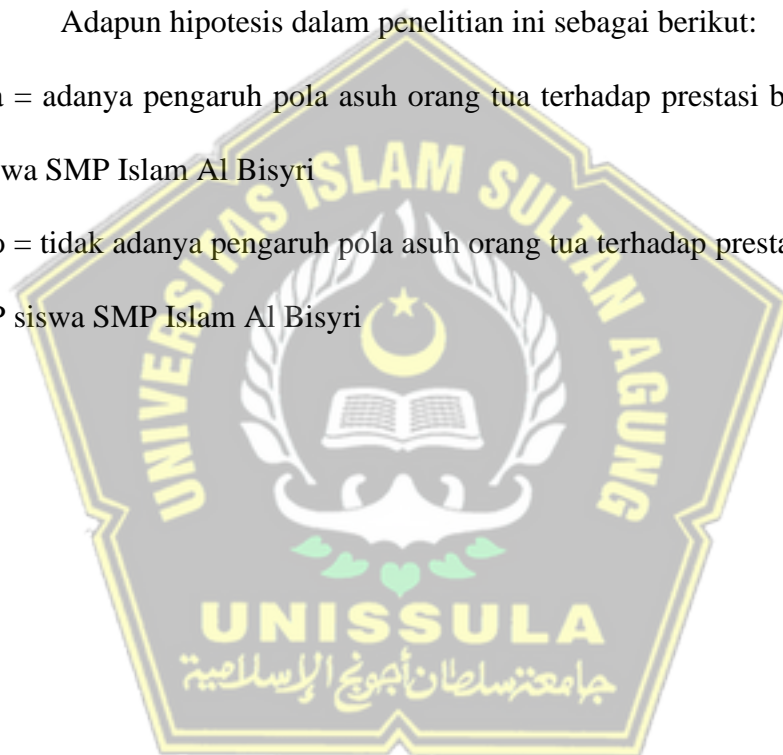 Adapun hipotesis dalam penelitian ini sebagai berikut:
= adanya pengaruh pola asuh orang tua terhadap prestasi
SMP Islam Al Bisyri
= tidak adanya pengaruh pola asuh orang tua terhadap
siswa SMP Islam Al Bisyri
UNIVERSITAS ISLAM SULTAN AGUNG
UNISSULA
جامعة سلطان أجونج الإسلامية